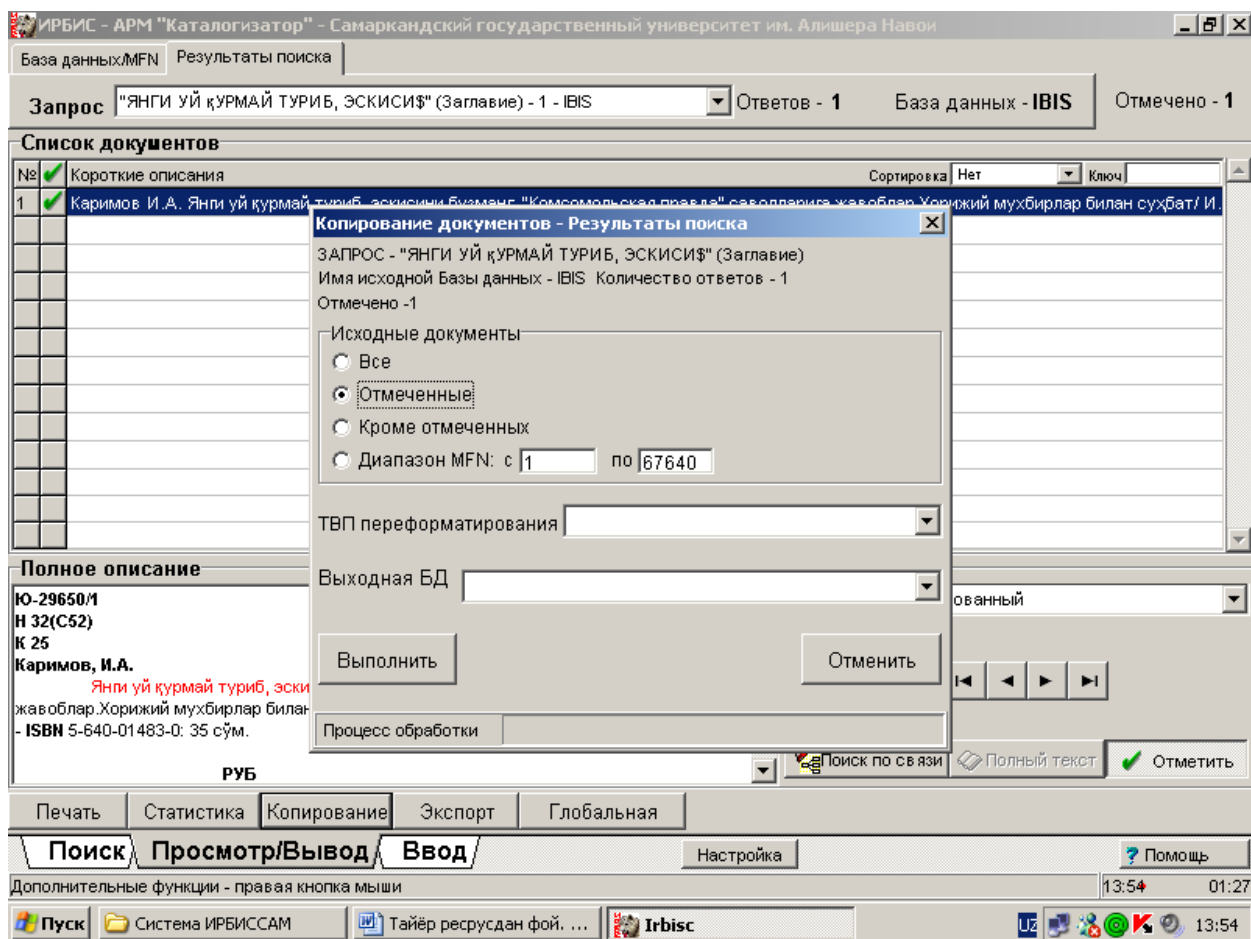 ИРБИС - АРМ "Каталогизатор" - Самаркандский государственный университет им. Алишера Навои
База данных/MFN Результаты поиска
Запрос "ЯНГИ УЙ қУРМАЙ ТУРИБ, ЭСКИСИ$" (Заглавие) - 1 - IBIS Ответов - 1 База данных - IBIS Отмечено - 1
Список документов
№ Короткие описания Сортировка Нет Ключ
1 Каримов И.А. Янги уй қурмай туриб, эскисини бузманг. "Комсомольская правда" саволларига жавоблар.Хорижий мухбирлар билан суҳбат/ И.
Копирование документов - Результаты поиска
ЗАПРОС - "ЯНГИ УЙ қУРМАЙ ТУРИБ, ЭСКИСИ$" (Заглавие)
Имя исходной Базы данных - IBIS Количество ответов - 1
Отмечено -1
Исходные документы
Все
Отмеченные
Кроме отмеченных
Диапазон MFN: с 1 по 67640
ТВП переформатирования
Выходная БД
Выполнить Отменить
Процесс обработки
Полное описание
Ю-29650/1
Н 32(С52)
К 25
Каримов, И.А.
Янги уй қурмай туриб, эски
жавоблар.Хорижий мухбирлар билан
- ISBN 5-640-01483-0: 35 сўм.
РУБ
ованный
Поиск по связи Полный текст Отметить
Печать Статистика Копирование Экспорт Глобальная
Поиск Просмотр/Вывод Ввод Настройка Помощь
Дополнительные функции - правая кнопка мыши 13:54 01:27
Пуск Система ИРБИССАМ Тайёр ресрусдан фой. ... Irbisc UZ 13:54